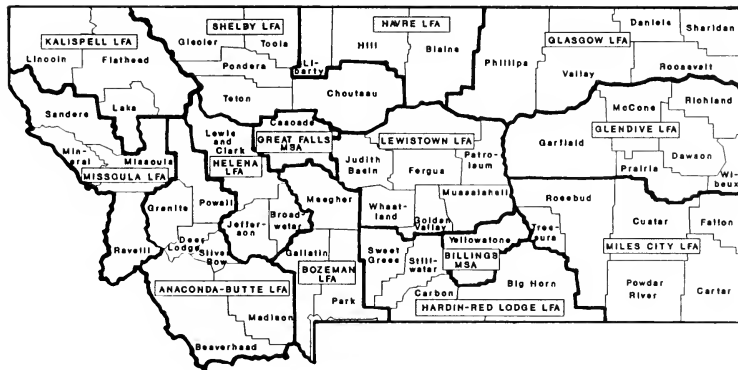 KALISPELL LFA
Lincoln
Flathead
Lake
SHELBY LFA
Glacier
Toole
Pondera
Teton
Li-
berty
HAVRE LFA
Hill
Blaine
Chouteau
GLASGOW LFA
Phillips
Valley
Daniels
Sheridan
Roosevelt
Sanders
Min-
eral
Missoula
MISSOULA LFA
Ravalli
Lewis
and
Clark
HELENA
LFA
Cascade
GREAT FALLS
MSA
LEWISTOWN LFA
Judith
Basin
Fergus
Petro-
leum
Wheat-
land
Golden
Valley
Musselshell
Garfield
McCone
Richland
GLENDIVE LFA
Prairie
Dawson
Wi-
baux
Granite
Powell
Deer
Lodge
Silver
Bow
Jeffer-
son
Broad-
water
Meagher
Gallatin
BOZEMAN
LFA
Park
ANACONDA-BUTTE LFA
Madison
Beaverhead
Sweet
Grass
Still-
water
Carbon
Yellowstone
BILLINGS
MSA
Big Horn
HARDIN-RED LODGE LFA
Rosebud
Trea-
sure
Custer
Fallon
MILES CITY LFA
Powder
River
Carter